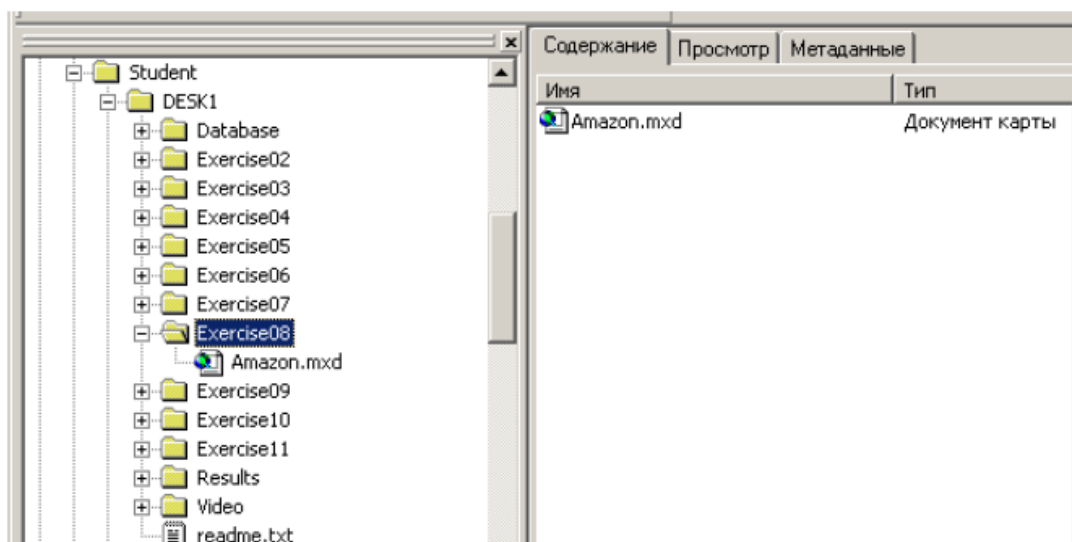 Student
DESK1
Database
Exercise02
Exercise03
Exercise04
Exercise05
Exercise06
Exercise07
Exercise08
Amazon.mxd
Exercise09
Exercise10
Exercise11
Results
Video
readme.txt
Содержание Просмотр Метаданные
Имя Тип
Amazon.mxd Документ карты